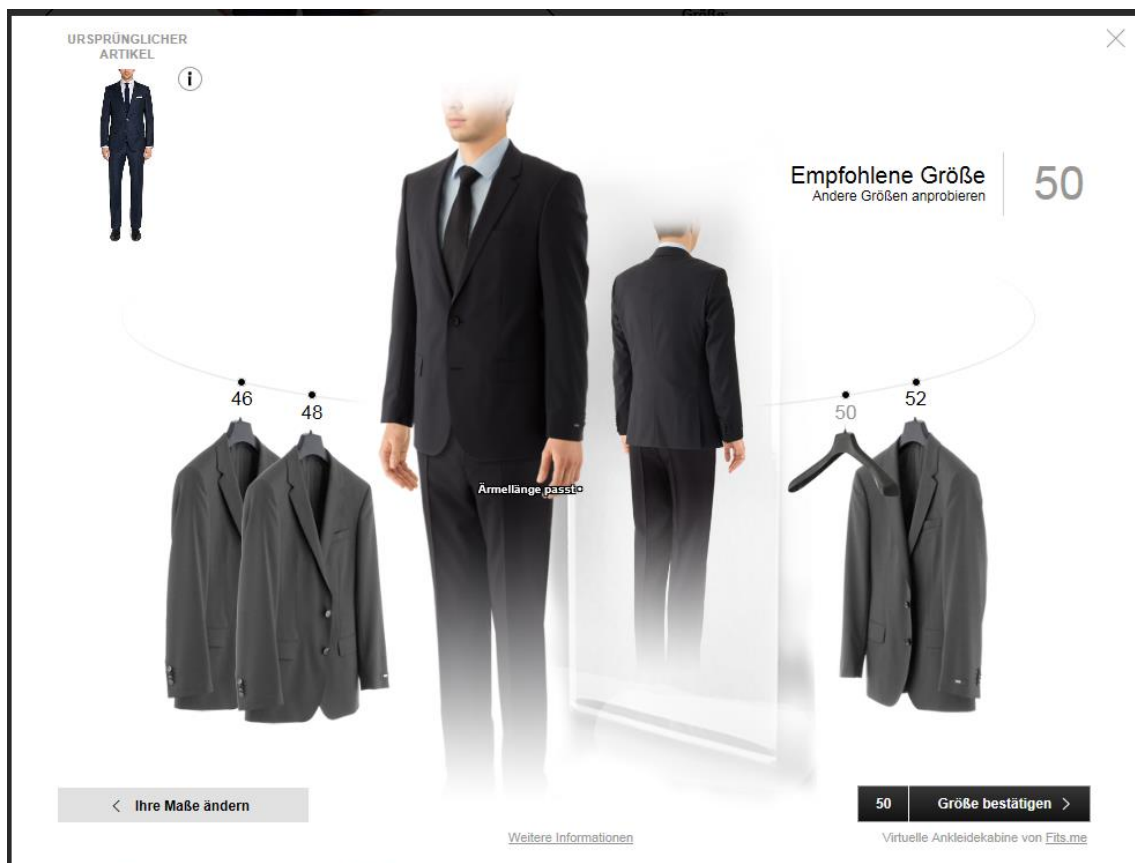 Größe:
URSPRÜNGLICHER
ARTIKEL
i
Empfohlene Größe
Andere Größen anprobieren
50
46
48
50
52
Ärmellänge passt
Ihre Maße ändern
50
Größe bestätigen
Weitere Informationen
Virtuelle Ankleidekabine von Fits.me